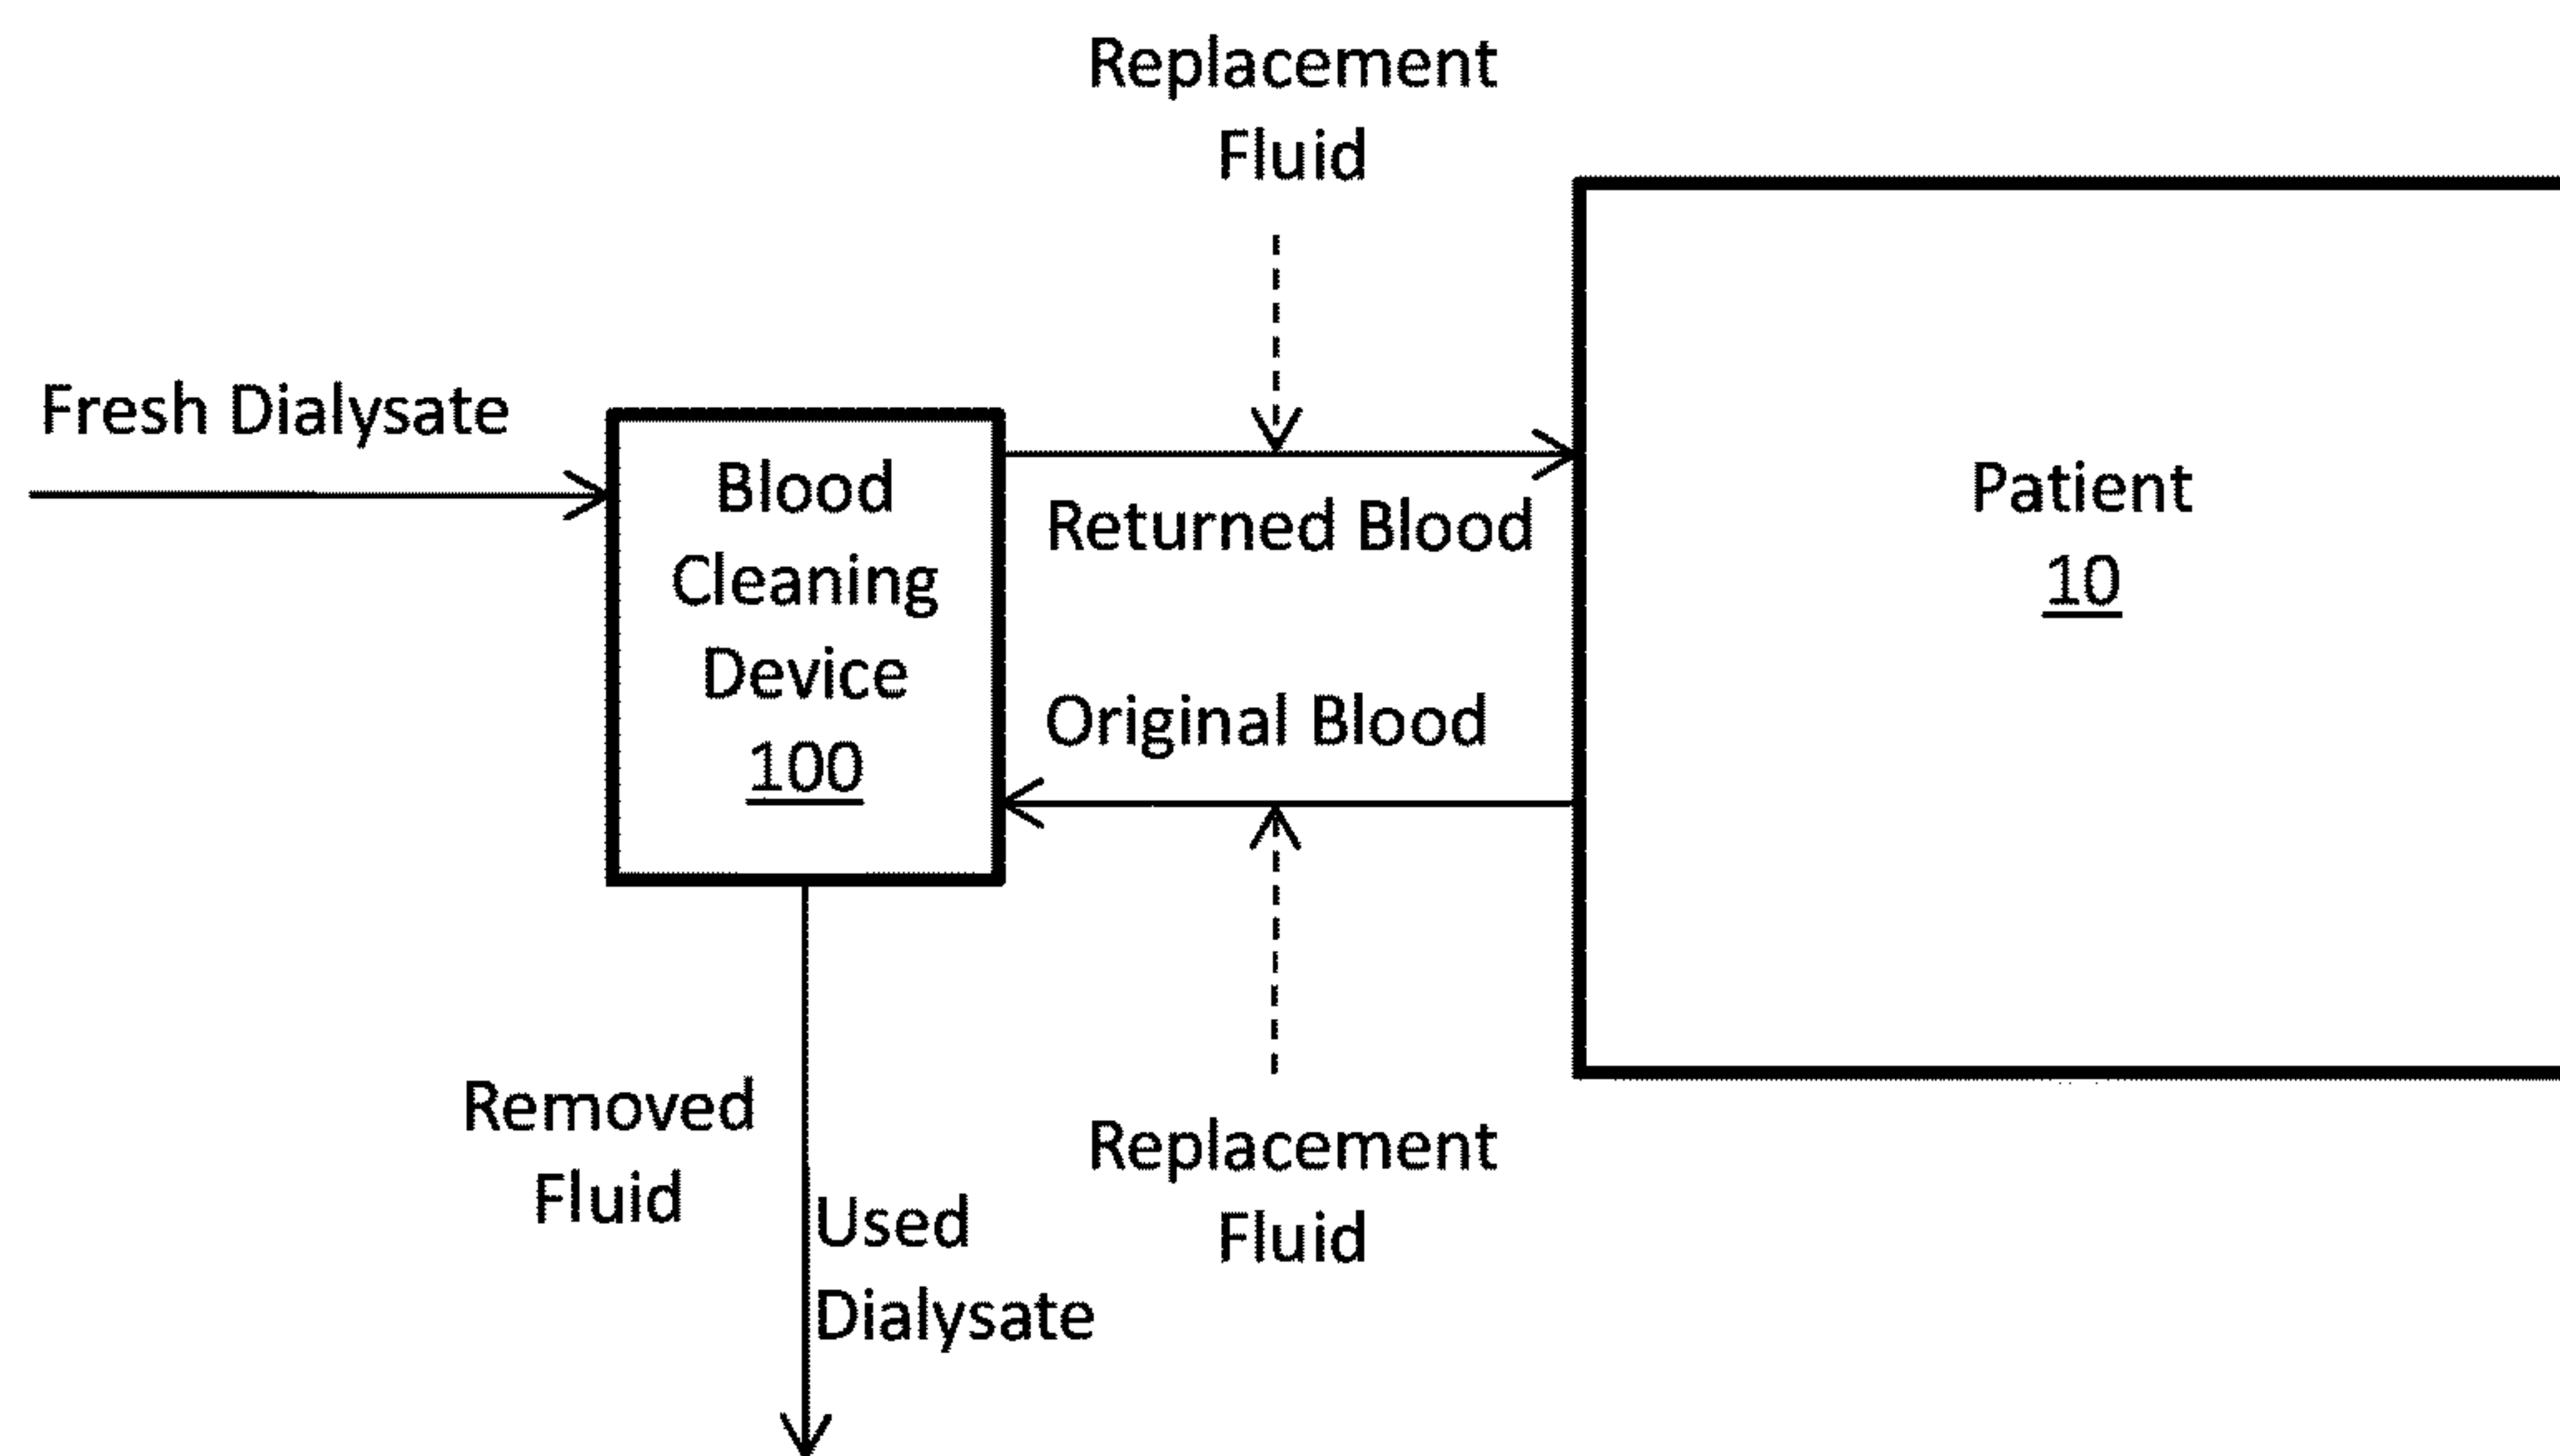 Replacement
Fluid
Fresh Dialysate
Blood
Cleaning
Device
100
Returned Blood
Original Blood
Patient
10
Removed
Fluid
Used
Dialysate
Replacement
Fluid